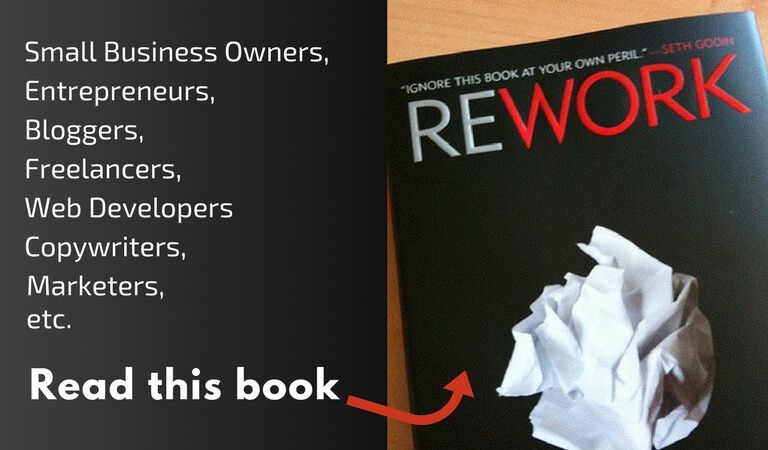 Small Business Owners,
Entrepreneurs,
Bloggers,
Freelancers,
Web Developers
Copywriters,
Marketers,
etc.
Read this book
"IGNORE THIS BOOK AT YOUR OWN PERIL." —SETH GODIN
REWORK